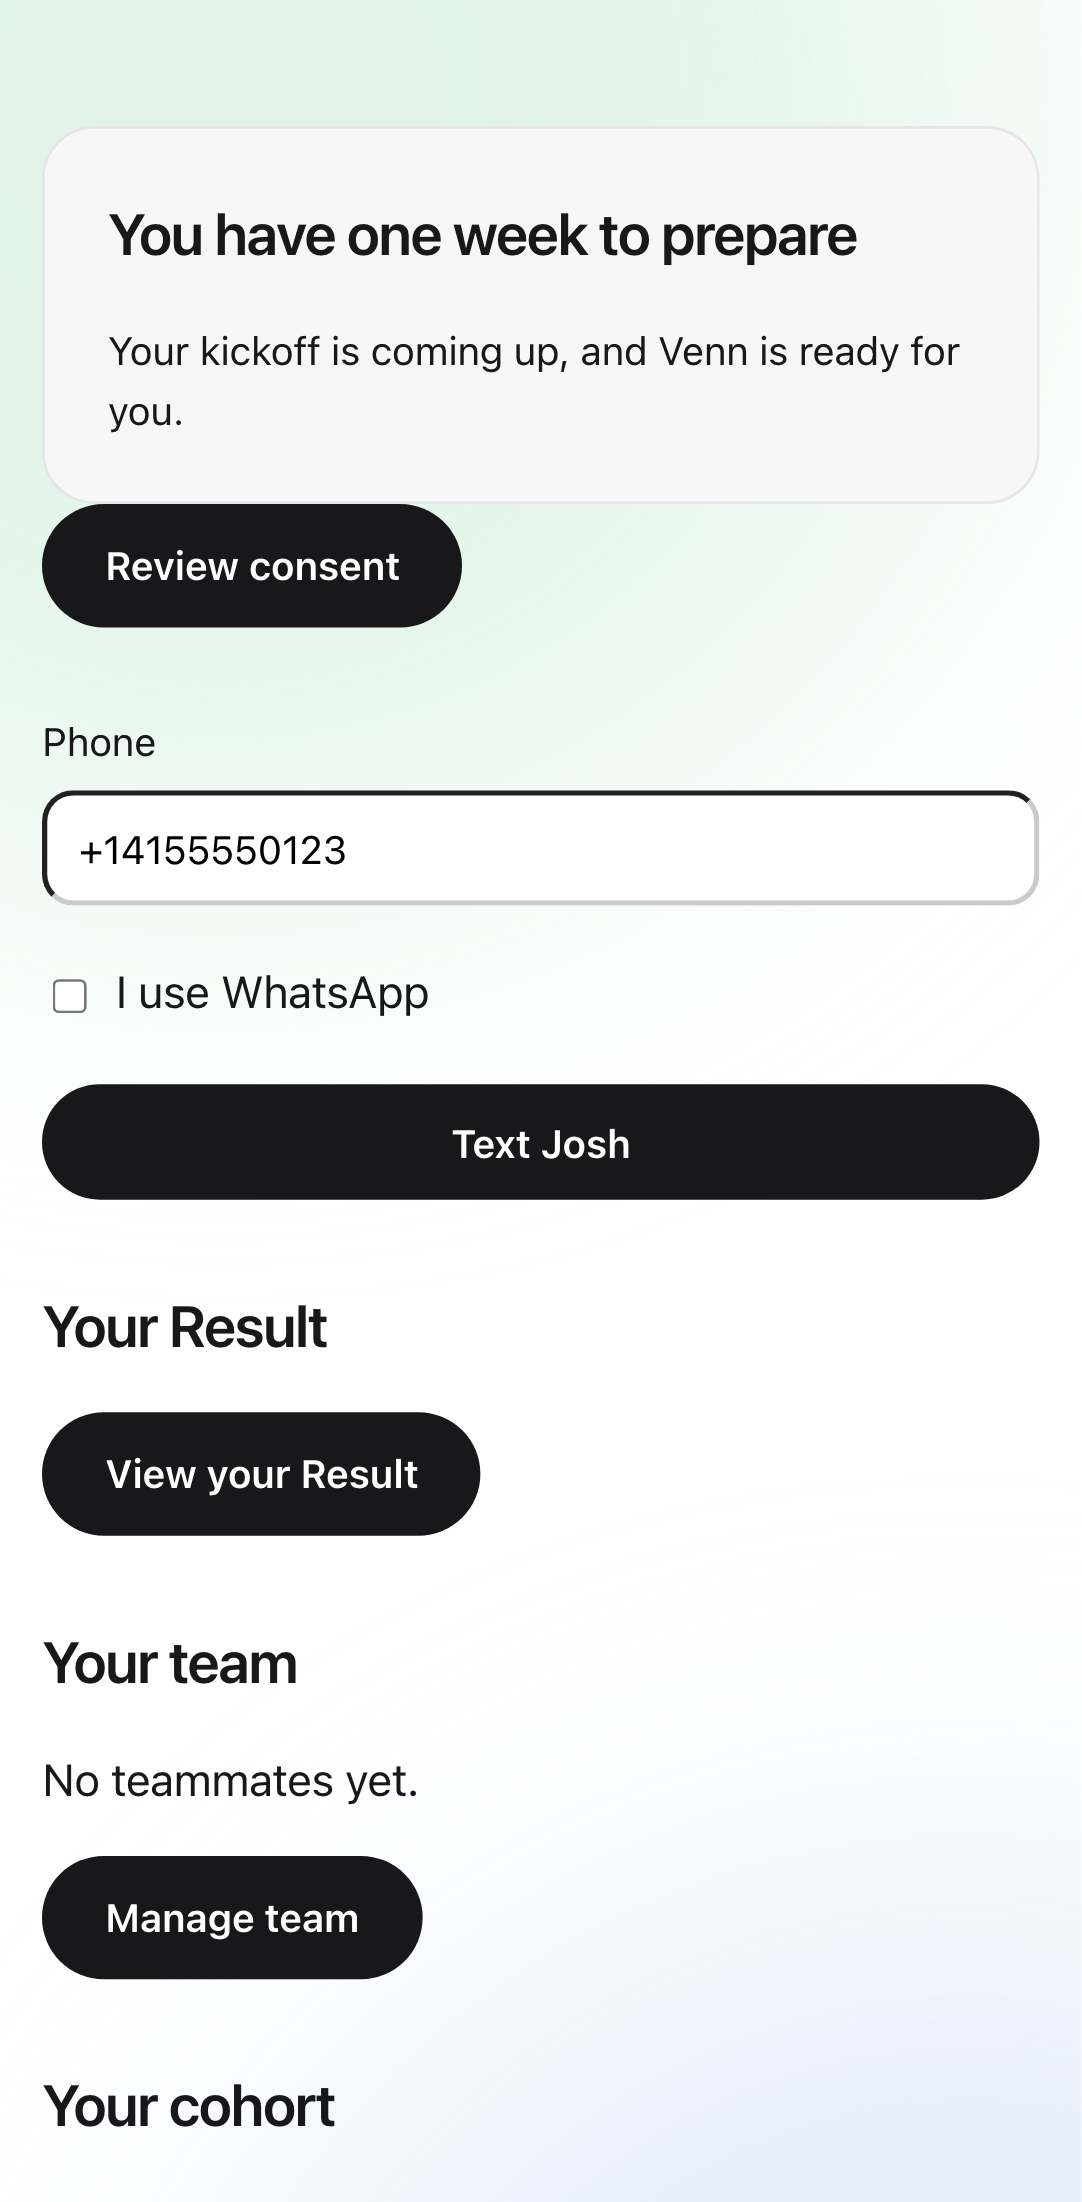 You have one week to prepare
Your kickoff is coming up, and Venn is ready for
you.
Review consent
Phone
+14155550123
I use WhatsApp
Text Josh
Your Result
View your Result
Your team
No teammates yet.
Manage team
Your cohort